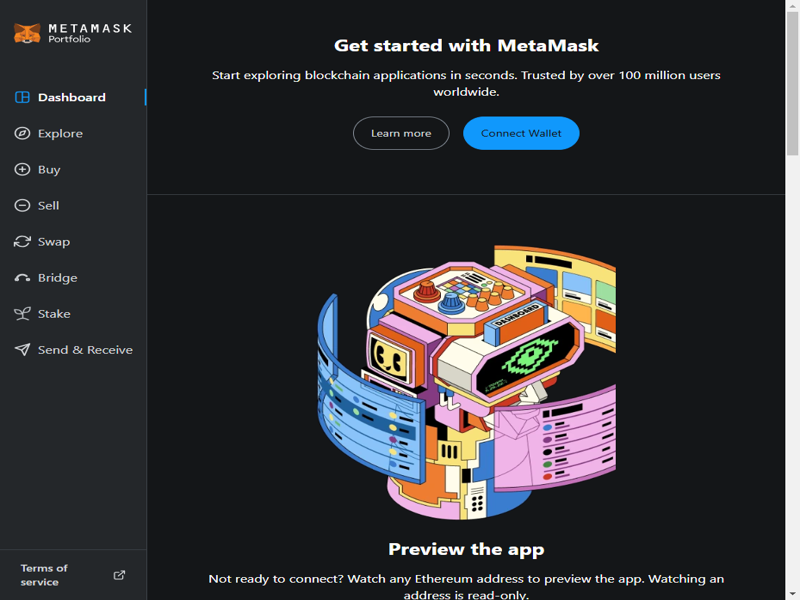 METAMASK
Portfolio
Dashboard
Explore
Buy
Sell
Swap
Bridge
Stake
Send & Receive
Terms of
service
Get started with MetaMask
Start exploring blockchain applications in seconds. Trusted by over 100 million users
worldwide.
Learn more
Connect Wallet
DASHBOARD
Preview the app
Not ready to connect? Watch any Ethereum address to preview the app. Watching an
address is read-only.